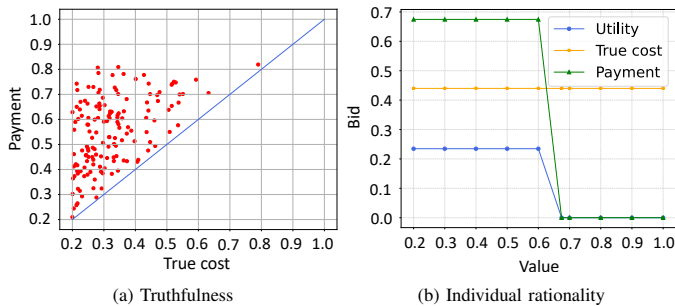 1.0
0.9
0.8
0.7
0.6
0.5
0.4
0.3
0.2
Payment
0.2 0.3 0.4 0.5 0.6 0.7 0.8 0.9 1.0
True cost
(a) Truthfulness
0.7
0.6
0.5
0.4
0.3
0.2
0.1
0.0
Bid
Utility
True cost
Payment
0.2 0.3 0.4 0.5 0.6 0.7 0.8 0.9 1.0
Value
(b) Individual rationality